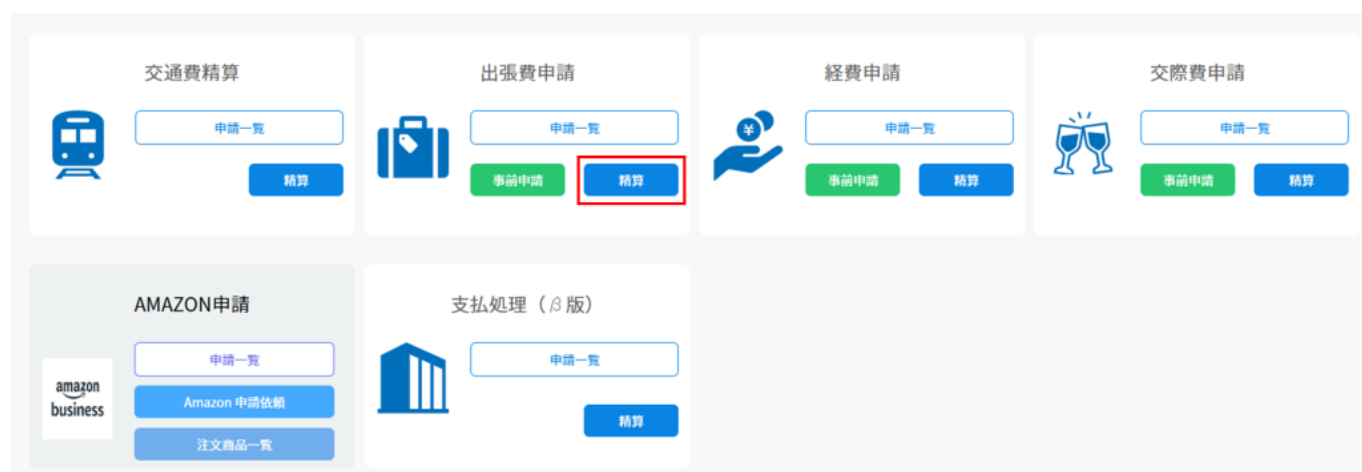 交通費精算
申請一覧
精算
出張費申請
申請一覧
事前申請
精算
経費申請
¥
申請一覧
事前申請
精算
交際費申請
申請一覧
事前申請
精算
AMAZON申請
amazon
business
申請一覧
Amazon 申請依頼
注文商品一覧
支払処理（β版）
申請一覧
精算